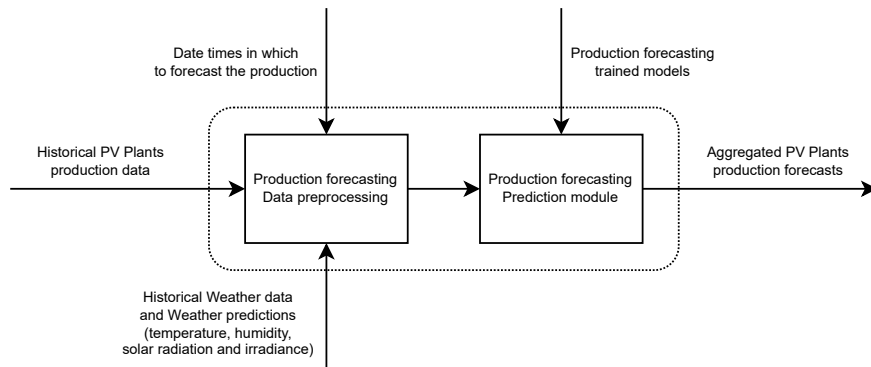 Date times in which
to forecast the production
Production forecasting
trained models
Historical PV Plants
production data
Production forecasting
Data preprocessing
Production forecasting
Prediction module
Aggregated PV Plants
production forecasts
Historical Weather data
and Weather predictions
(temperature, humidity,
solar radiation and irradiance)